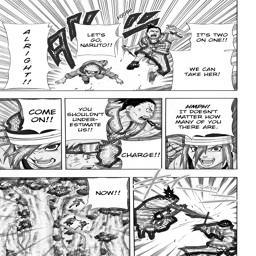 IT'S TWO
ON ONE!!
WE CAN
TAKE HER!
LET'S
GO,
NARUTO!!
ALRIGHT!!
HMPH!
IT DOESN'T
MATTER HOW
MANY OF YOU
THERE ARE.
YOU
SHOULDN'T
UNDER-
ESTIMATE
US!!
CHARGE!!
COME
ON!!
NOW!!